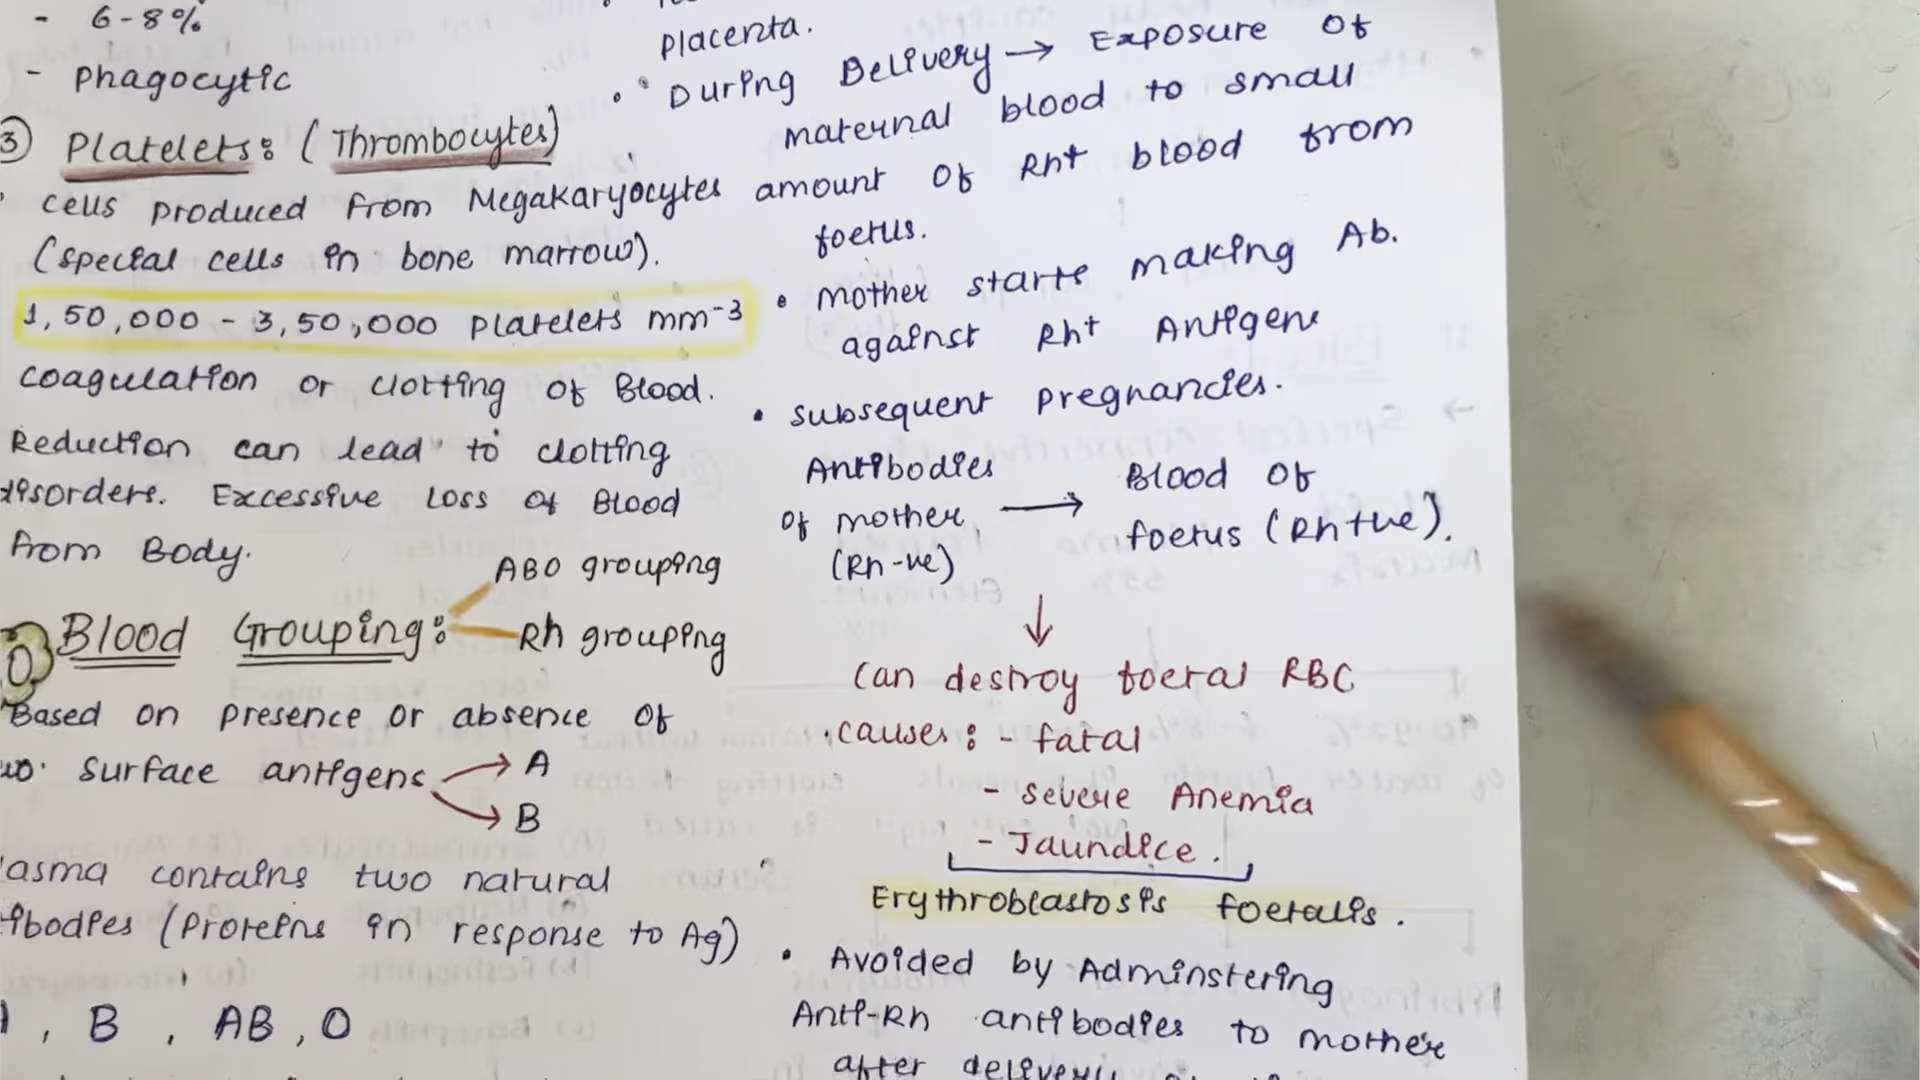 - 6-8%
- Phagocytic
3 Platelets: (Thrombocytes)
cells produced from Megakaryocytes
(special cells in bone marrow).
1,50,000 - 3,50,000 Platelets mm-3
coagulation or clotting of Blood.
Reduction can lead to clotting
disorders. Excessive Loss of Blood
from Body.
Blood Grouping:
ABO grouping
Rh grouping
Based on presence or absence of
surface antigens
A
B
contains two natural
(Proteins in response to Ag)
, B , AB , O
placenta.
• During Delivery → Exposure of
maternal blood to small
amount of Rh+ blood from
foetus.
• mother starts making Ab.
against Rh+ Antigens
• subsequent pregnancies.
Antibodies
of mother
(Rh-ve)
→ Blood of
foetus (Rh+ve).
↓
can destroy foetal RBC
causes: - fatal
- severe Anemia
- Jaundice.
Erythroblastosis foetalis.
• Avoided by Adminstering
Anti-Rh antibodies to mother
after delivery